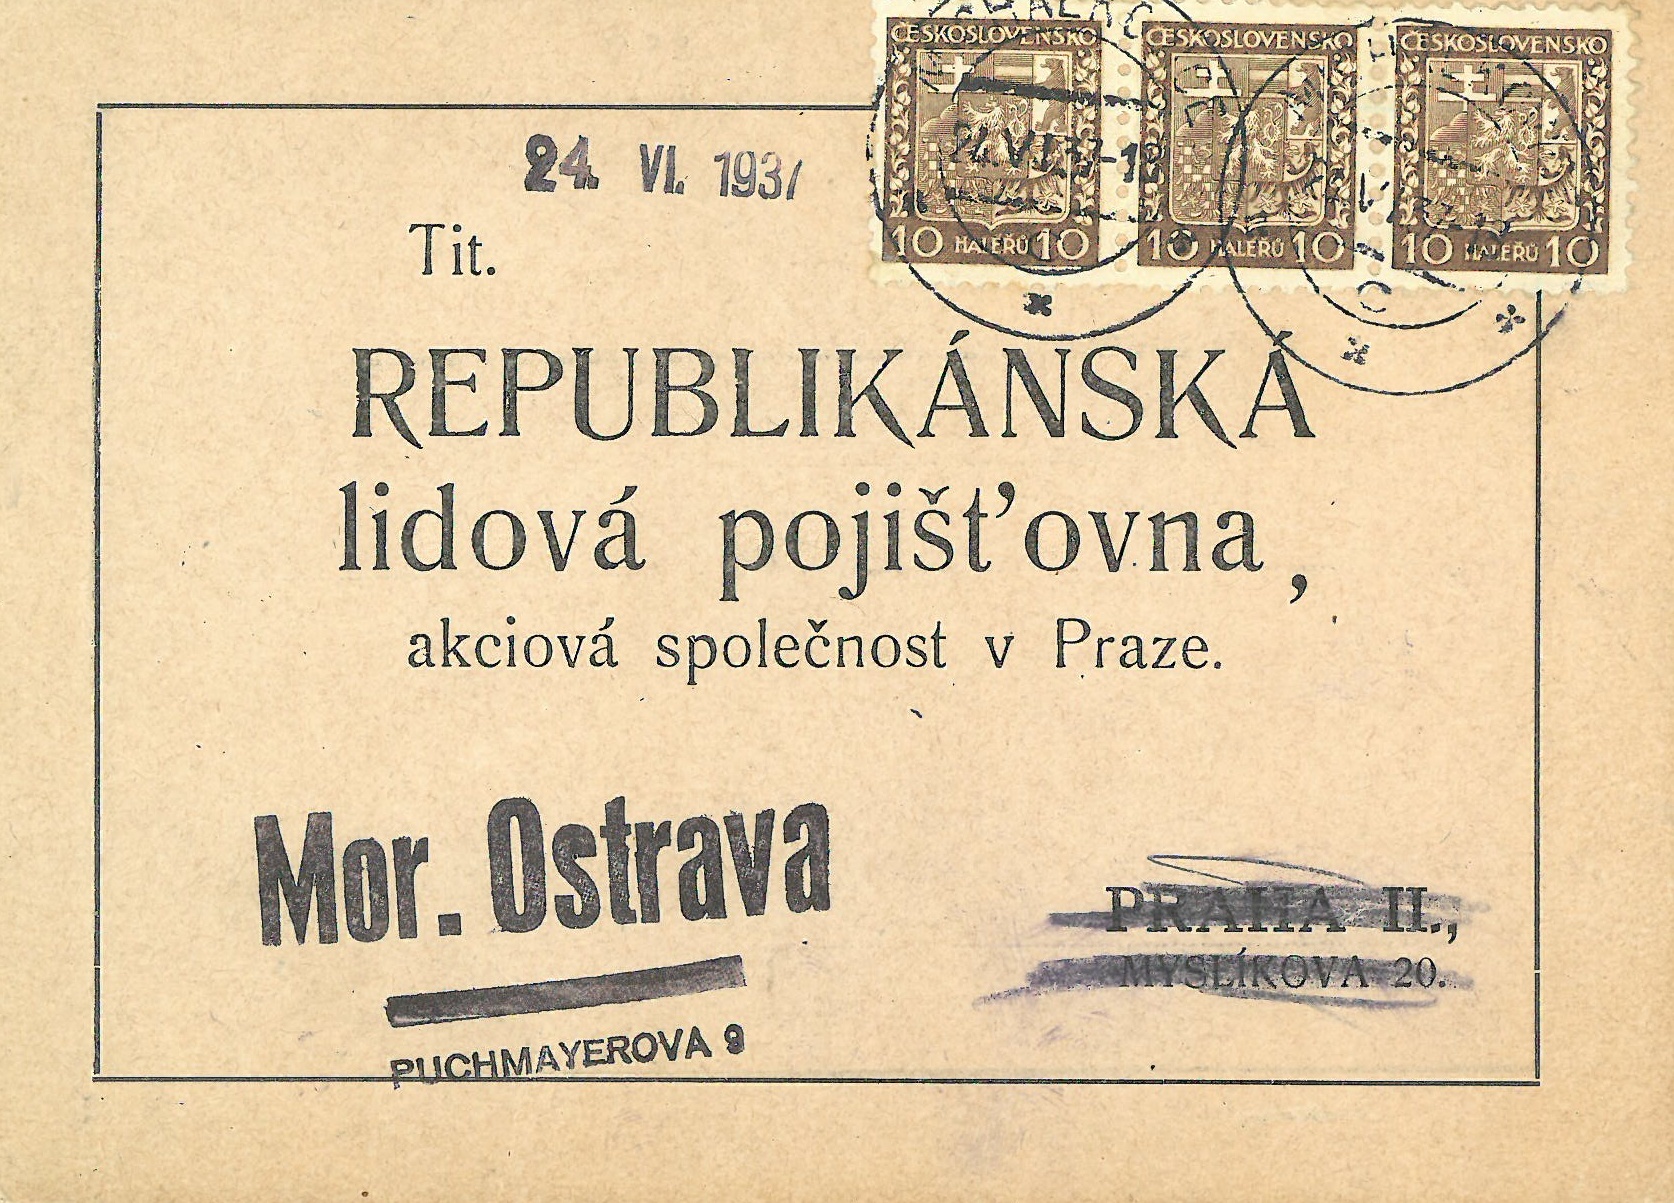 ČESKOSLOVENSKO ČESKOSLOVENSKO ČESKOSLOVENSKO
10 HALÉŘŮ 10 10 HALÉŘŮ 10 10 HALÉŘŮ 10
24. VI. 1937
Tit.
REPUBLIKÁNSKÁ
lidová pojišťovna,
akciová společnost v Praze.
Mor. Ostrava
PUCHMAYEROVA 9
PRAHA II.,
MYSLÍKOVA 20.